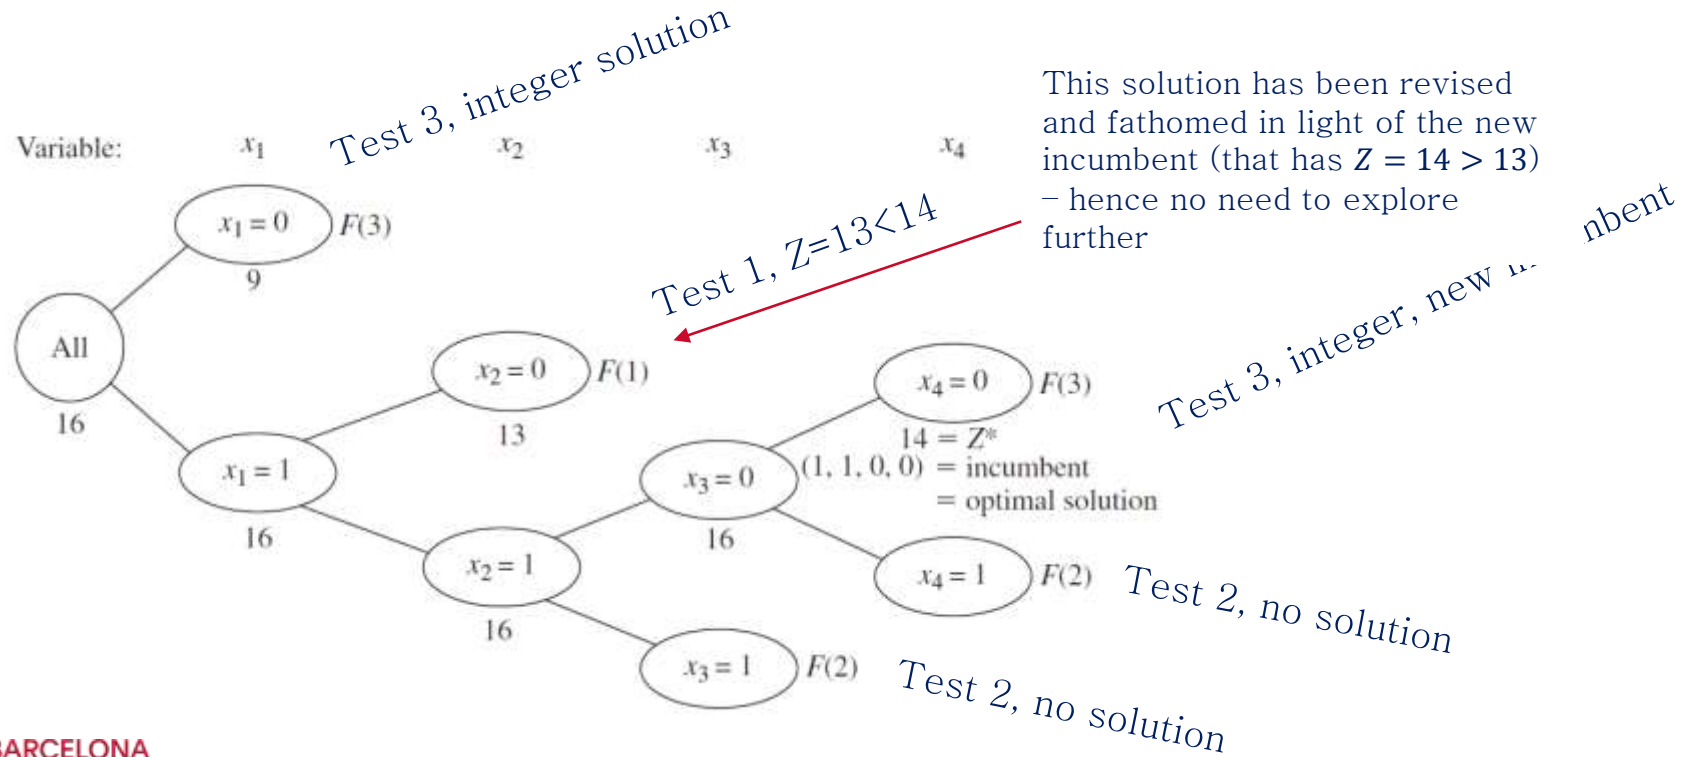 Test 3, integer solution
This solution has been revised
and fathomed in light of the new
incumbent (that has Z = 14 > 13)
– hence no need to explore
further
Variable:
x1
x2
x3
x4
x1 = 0
F(3)
9
Test 1, Z=13<14
nbent
Test 3, integer, new
All
16
x2 = 0
F(1)
13
x4 = 0
F(3)
14 = Z*
(1, 1, 0, 0) = incumbent
= optimal solution
x1 = 1
16
x3 = 0
16
x2 = 1
16
x4 = 1
F(2)
Test 2, no solution
x3 = 1
F(2)
Test 2, no solution
BARCELONA